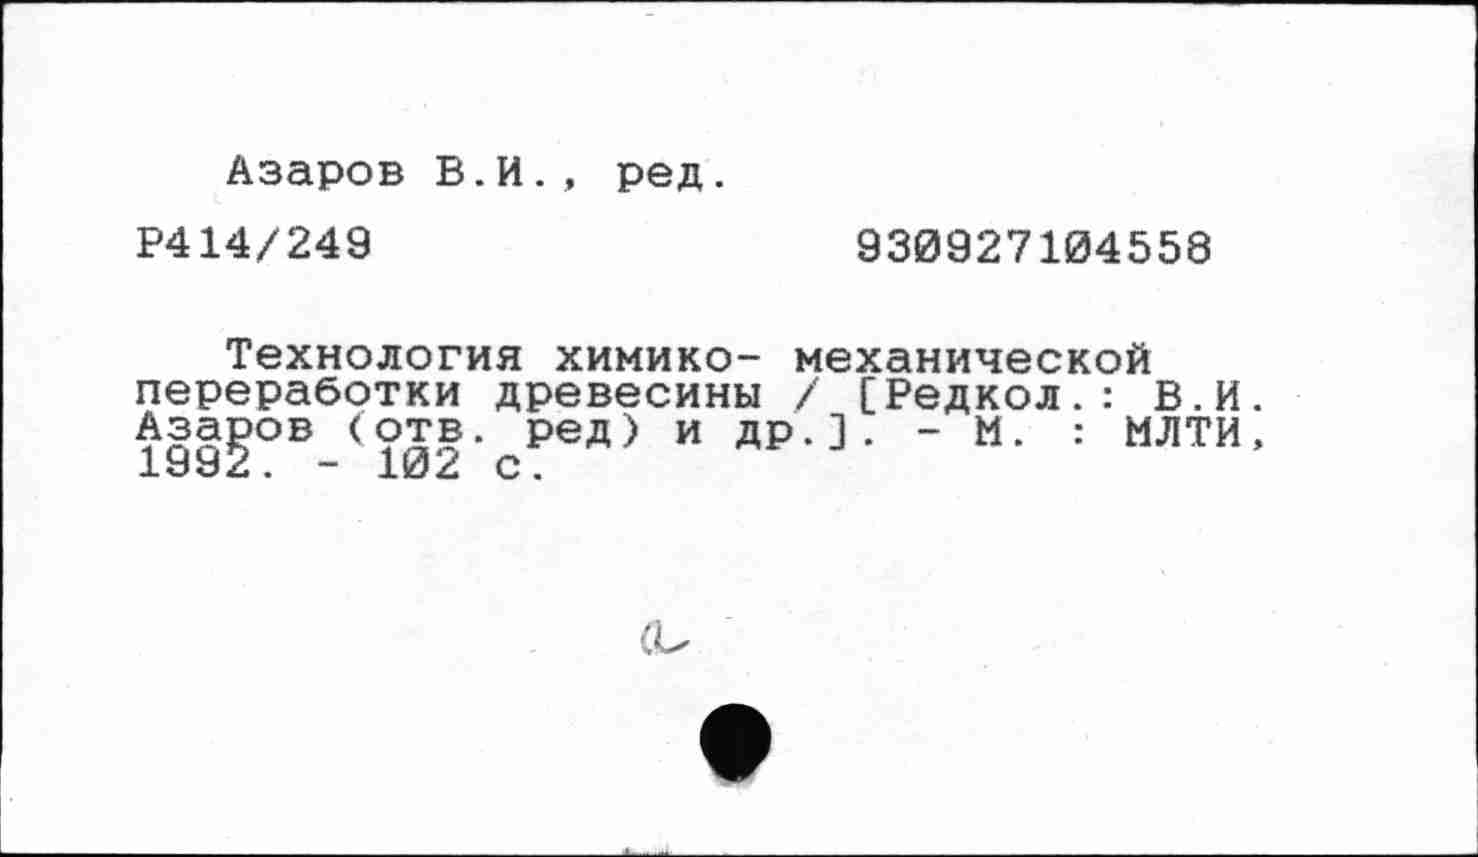 Азаров В.И., ред.
Р414/249 930927104558
Технология химико- механической
переработки древесины / [Редкол.: В.И.
Азаров (отв. ред) и др.]. - М. : МЛТИ,
1992. - 102 с.
а